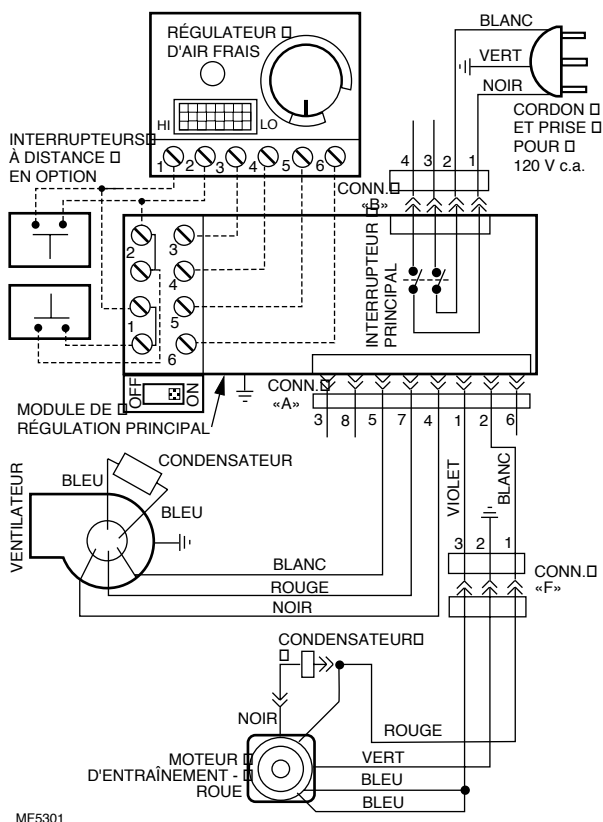 RÉGULATEUR
D'AIR FRAIS
HI
LO
1 2 3 4 5 6
INTERRUPTEURS
À DISTANCE
EN OPTION
BLANC
VERT
NOIR
CORDON
ET PRISE
POUR
120 V c.a.
4 3 2 1
CONN.
«B»
INTERRUPTEUR
PRINCIPAL
2 3
4
1 5
6
OFF
ON
MODULE DE
RÉGULATION PRINCIPAL
CONN.
«A»
3 8 5 7 4 1 2 6
CONDENSATEUR
BLEU
BLEU
VENTILATEUR
VIOLET
BLANC
BLANC
ROUGE
NOIR
3 2 1
CONN.
«F»
CONDENSATEUR
NOIR
ROUGE
MOTEUR
D'ENTRAÎNEMENT -
ROUE
VERT
BLEU
BLEU
MF5301